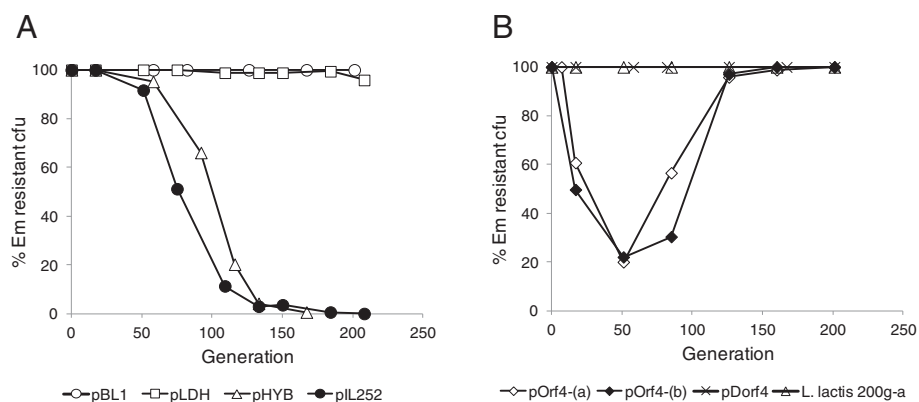 A
% Em resistant cfu
100
80
60
40
20
0
0 50 100 150 200 250
Generation
pBL1 pLDH pHYB pIL252
B
% Em resistant cfu
100
80
60
40
20
0
0 50 100 150 200 250
Generation
pOrf4-(a) pOrf4-(b) pDorf4 L. lactis 200g-a